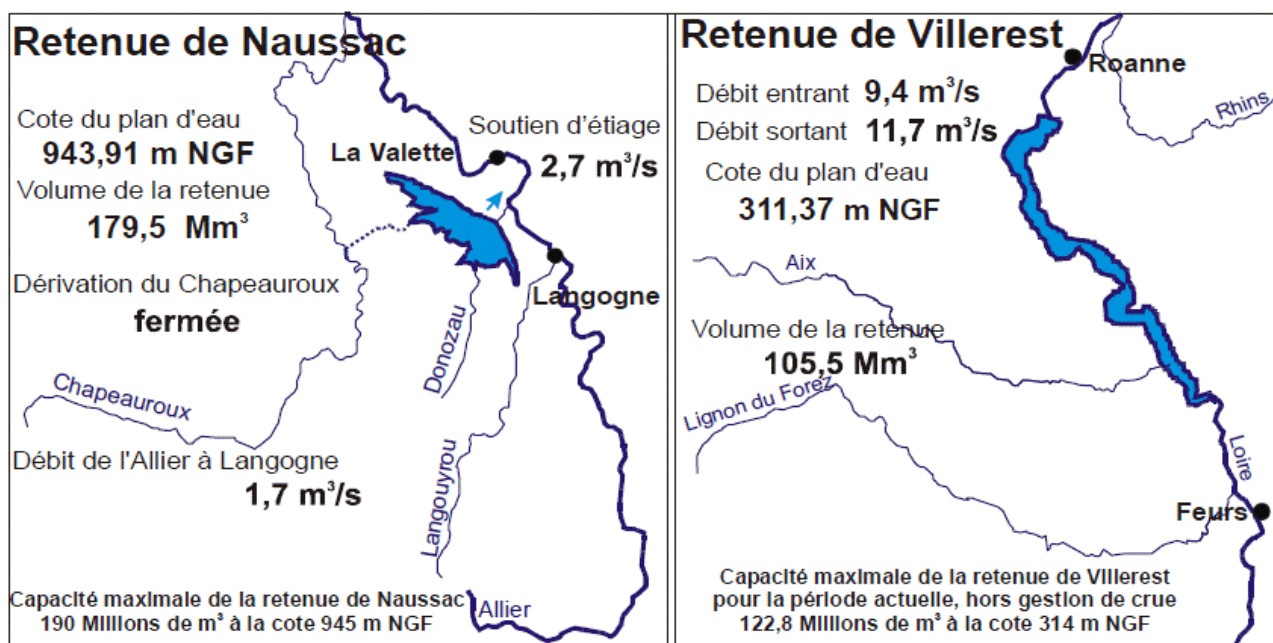 Retenue de Naussac
Cote du plan d'eau
943,91 m NGF
Volume de la retenue
179,5 Mm³
Dérivation du Chapeauroux
fermée
Soutien d'étiage
2,7 m³/s
La Valette
Langogne
Donozau
Chapeauroux
Langouyrou
Débit de l'Allier à Langogne
1,7 m³/s
Allier
Capacité maximale de la retenue de Naussac
190 Millions de m³ à la cote 945 m NGF
Retenue de Villerest
Roanne
Débit entrant 9,4 m³/s
Débit sortant 11,7 m³/s
Rhins
Cote du plan d'eau
311,37 m NGF
Aix
Volume de la retenue
105,5 Mm³
Lignon du Forez
Loire
Feurs
Capacité maximale de la retenue de Villerest
pour la période actuelle, hors gestion de crue
122,8 Millions de m³ à la cote 314 m NGF